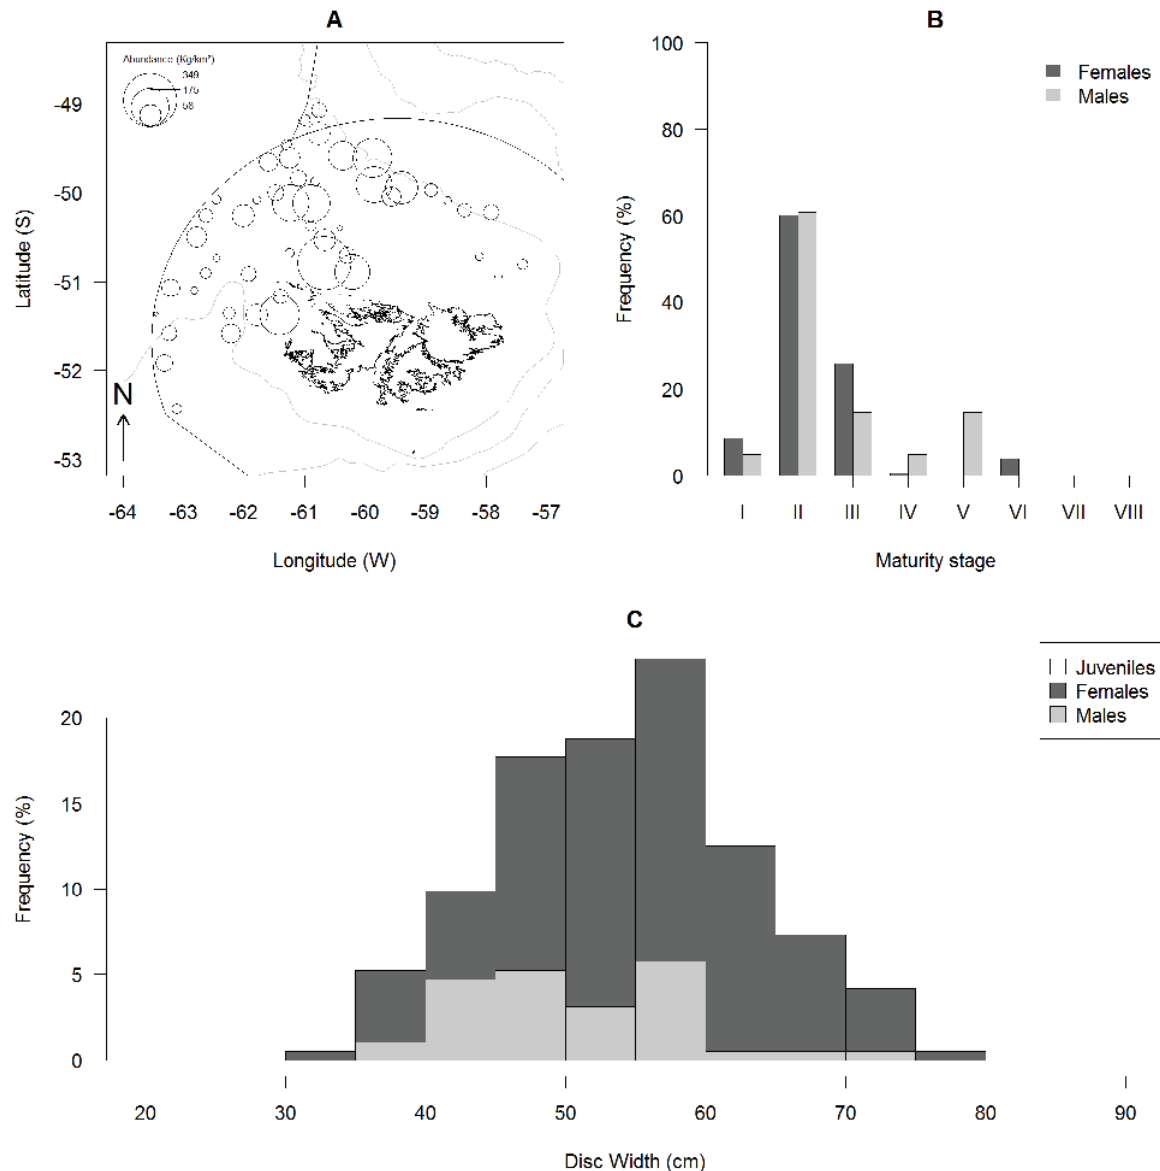 A
Abundance (Kg/km²)
349
175
58
-49
-50
-51
-52
-53
Latitude (S)
N
-64 -63 -62 -61 -60 -59 -58 -57
Longitude (W)
B
100
80
60
40
20
0
Frequency (%)
Females
Males
I II III IV V VI VII VIII
Maturity stage
C
Juveniles
Females
Males
20
15
10
5
0
Frequency (%)
20 30 40 50 60 70 80 90
Disc Width (cm)